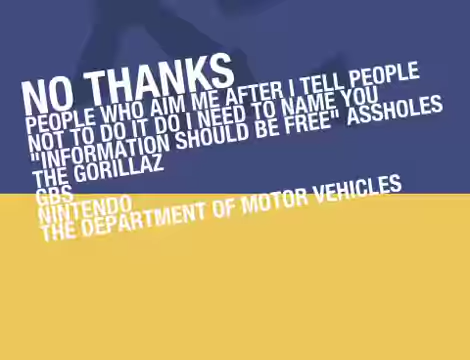 NO THANKS
PEOPLE WHO AIM ME AFTER I TELL PEOPLE
NOT TO DO IT DO I NEED TO NAME YOU
"INFORMATION SHOULD BE FREE" ASSHOLES
THE GORILLAZ
GBS
NINTENDO
THE DEPARTMENT OF MOTOR VEHICLES